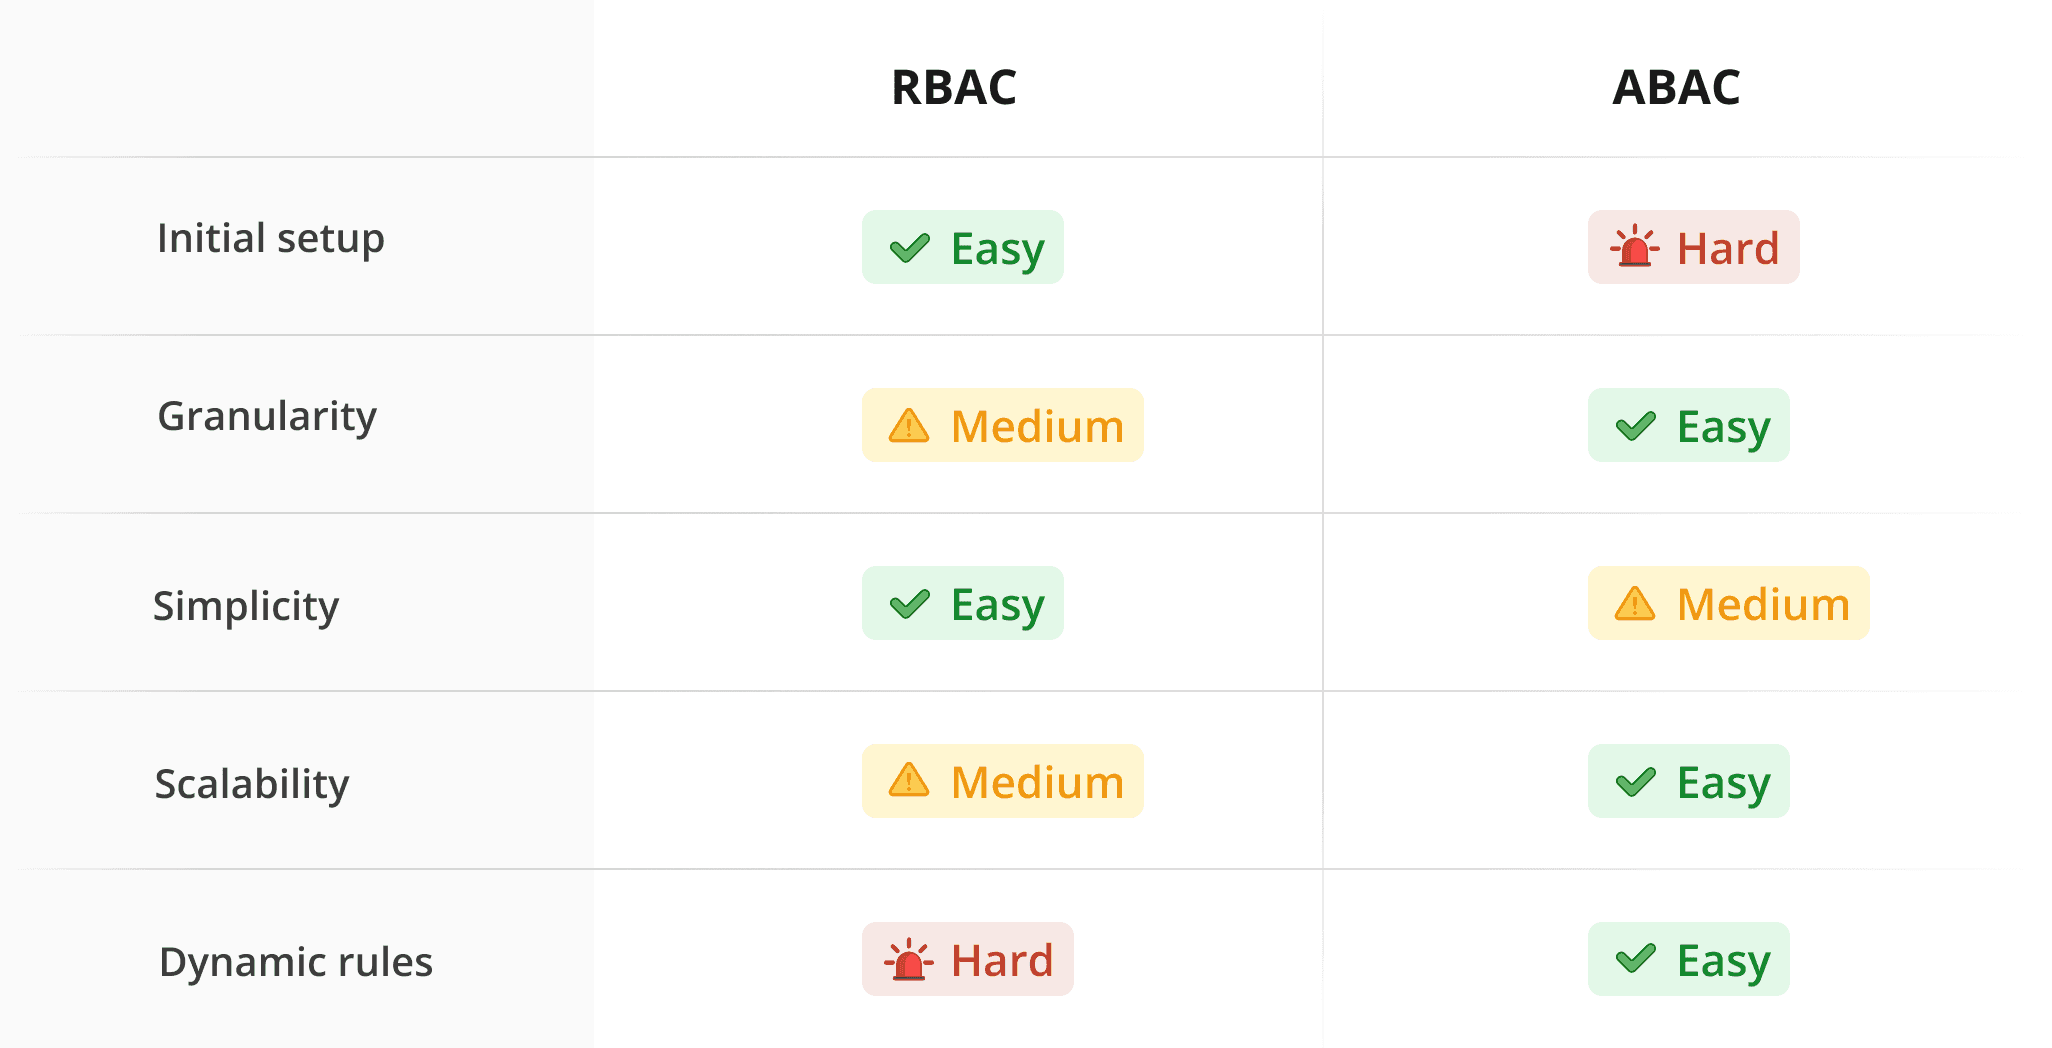 RBAC ABAC
Initial setup Easy Hard
Granularity Medium Easy
Simplicity Easy Medium
Scalability Medium Easy
Dynamic rules Hard Easy